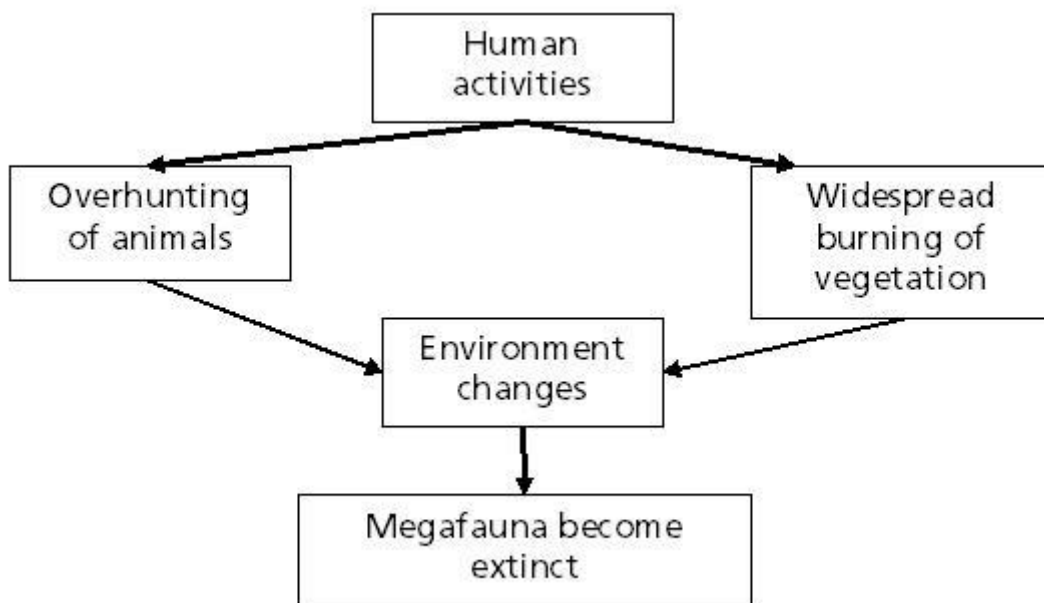 Human
activities
Overhunting
of animals
Widespread
burning of
vegetation
Environment
changes
Megafauna become
extinct